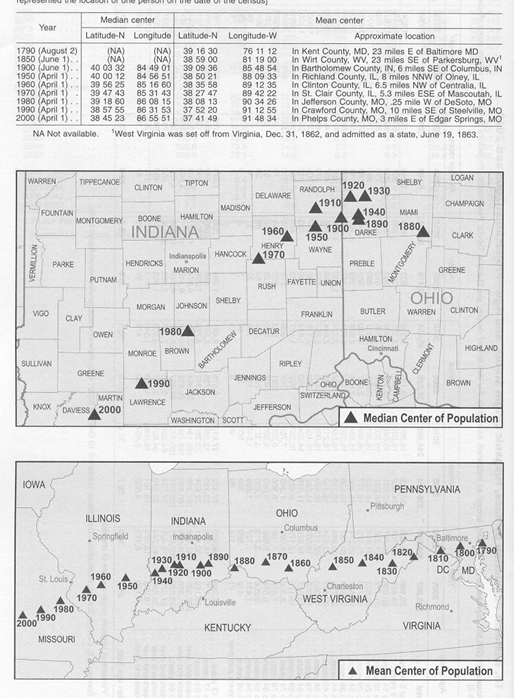 represented the location of one person on the date of the census]
Year
Median center
Mean center
Latitude-N
Longitude
Latitude-N
Longitude-W
Approximate location
1790 (August 2) (NA) (NA) 39 16 30 76 11 12 In Kent County, MD, 23 miles E of Baltimore MD
1850 (June 1) . . (NA) (NA) 38 59 00 81 19 00 In Wirt County, WV, 23 miles SE of Parkersburg, WV¹
1900 (June 1) . . 40 03 32 84 49 01 39 09 36 85 48 54 In Bartholomew County, IN, 6 miles SE of Columbus, IN
1950 (April 1) . . 40 00 12 84 56 51 38 50 21 88 09 33 In Richland County, IL, 8 miles NNW of Olney, IL
1960 (April 1) . . 39 56 25 85 16 60 38 35 58 89 12 35 In Clinton County, IL, 6.5 miles NW of Centralia, IL
1970 (April 1) . . 39 47 43 85 31 43 38 27 47 89 42 22 In St. Clair County, IL, 5.3 miles ESE of Mascoutah, IL
1980 (April 1) . . 39 18 60 86 08 15 38 08 13 90 34 26 In Jefferson County, MO, .25 mile W of DeSoto, MO
1990 (April 1) . . 38 57 55 86 31 53 37 52 20 91 12 55 In Crawford County, MO, 10 miles SE of Steelville, MO
2000 (April 1) . . 38 45 23 86 55 51 37 41 49 91 48 34 In Phelps County, MO, 3 miles E of Edgar Springs, MO
NA Not available. ¹West Virginia was set off from Virginia, Dec. 31, 1862, and admitted as a state, June 19, 1863.
WARREN
TIPPECANOE
CLINTON
TIPTON
DELAWARE
RANDOLPH
1920
1930
SHELBY
LOGAN
FOUNTAIN
MONTGOMERY
BOONE
HAMILTON
MADISON
1910
1940
MIAMI
CHAMPAIGN
INDIANA
1960
HENRY
1950
1900
1890
DARKE
1880
CLARK
VERMILLION
PARKE
HENDRICKS
Indianapolis
MARION
HANCOCK
1970
WAYNE
PREBLE
MONTGOMERY
GREENE
PUTNAM
RUSH
FAYETTE
UNION
OHIO
VIGO
CLAY
MORGAN
JOHNSON
SHELBY
FRANKLIN
BUTLER
WARREN
CLINTON
OWEN
1980
DECATUR
HAMILTON
Cincinnati
HIGHLAND
SULLIVAN
GREENE
MONROE
BROWN
BARTHOLOMEW
RIPLEY
CLERMONT
1990
JENNINGS
OHIO
BOONE
KENTON
CAMPBELL
BROWN
KNOX
DAVIESS
MARTIN
2000
LAWRENCE
JACKSON
SWITZERLAND
JEFFERSON
WASHINGTON
SCOTT
Median Center of Population
IOWA
PENNSYLVANIA
ILLINOIS
INDIANA
OHIO
Pittsburgh
Springfield
Indianapolis
Columbus
Baltimore
1930
1910
1890
1870
1820
1800
1790
St. Louis
1960
1950
1940
1920
1900
1880
1860
1850
1840
1830
1810
DC
MD
1970
1980
1990
2000
Louisville
Charleston
WEST VIRGINIA
Richmond
MISSOURI
KENTUCKY
VIRGINIA
Mean Center of Population